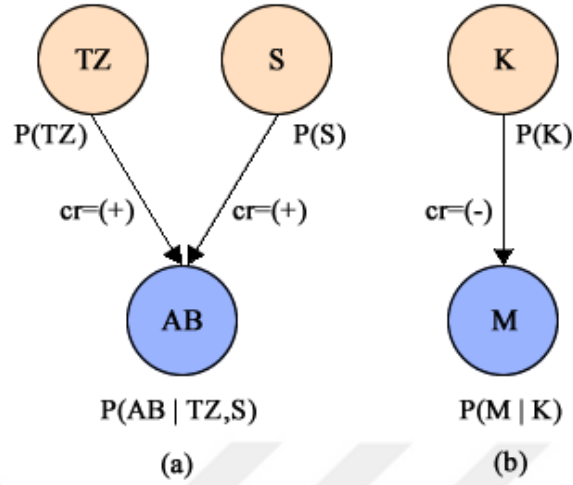 TZ S K
P(TZ) P(S) P(K)
cr=(+) cr=(+) cr=(-)
AB M
P(AB | TZ,S) P(M | K)
(a) (b)